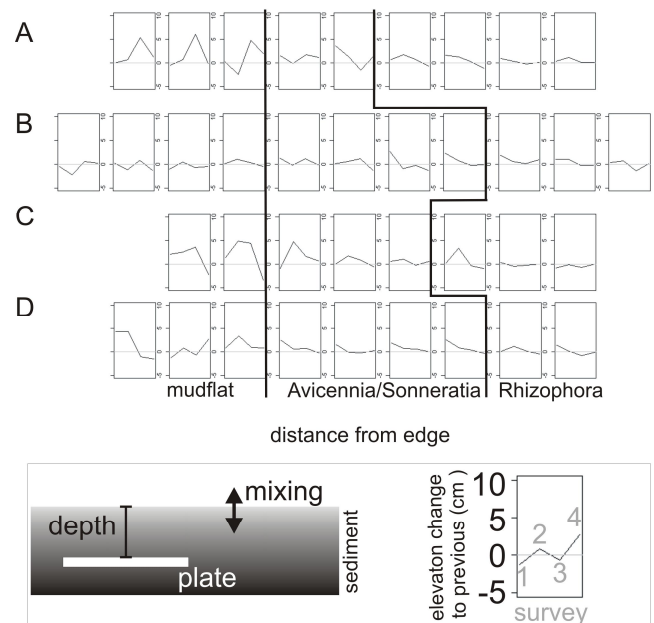 A
B
C
D
mudflat Avicennia/Sonneratia Rhizophora
distance from edge
mixing
depth
plate
sediment
elevaton change
to previous (cm )
10
5
0
-5
1 2 3 4
survey